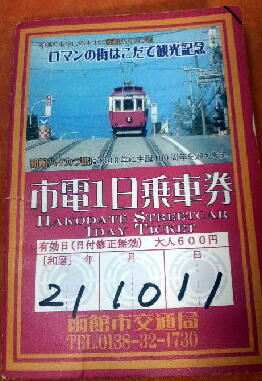 ロマンの街はこだて観光記念
市電1日乗車券
HAKODATE STREETCAR
1DAY TICKET
有効日(日付修正無効) 大人600円
「和暦」 年 月 日
21 10 11
函館市交通局
TEL.0138-32-1730